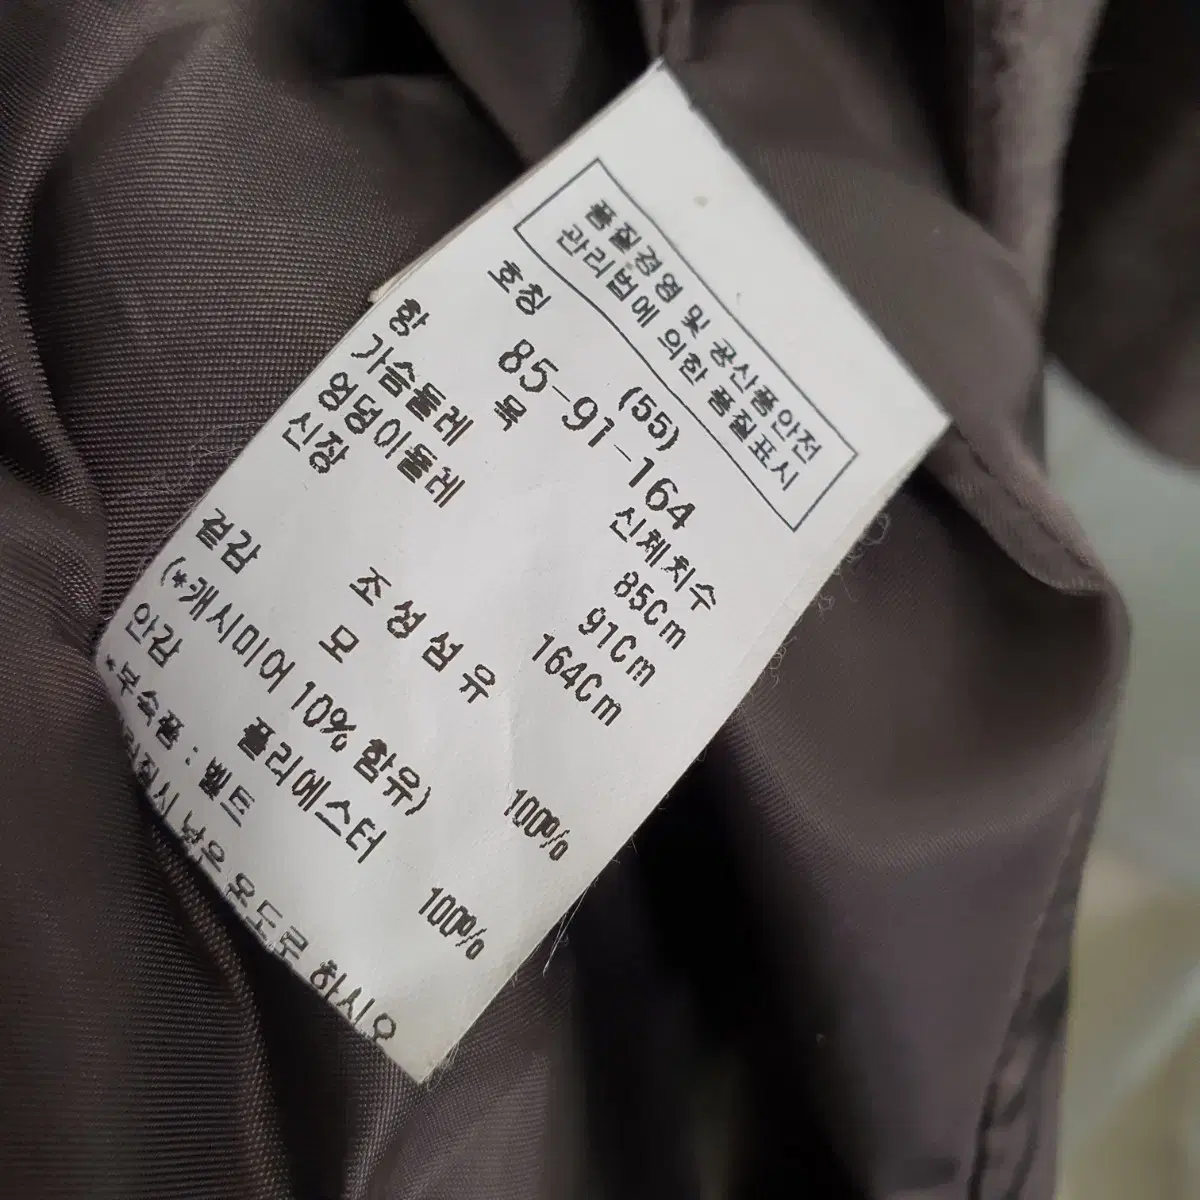 품질경영 및 공산품안전
관리법에 의한 품질표시
호칭 (55)
85-91-164
항 목 신체치수
가슴둘레 85Cm
엉덩이둘레 91Cm
신장 164Cm
조성섬유
겉감 모 100%
(*캐시미어 10% 함유)
안감 폴리에스터 100%
*부속품 : 벨트
낮은 온도로 하시오